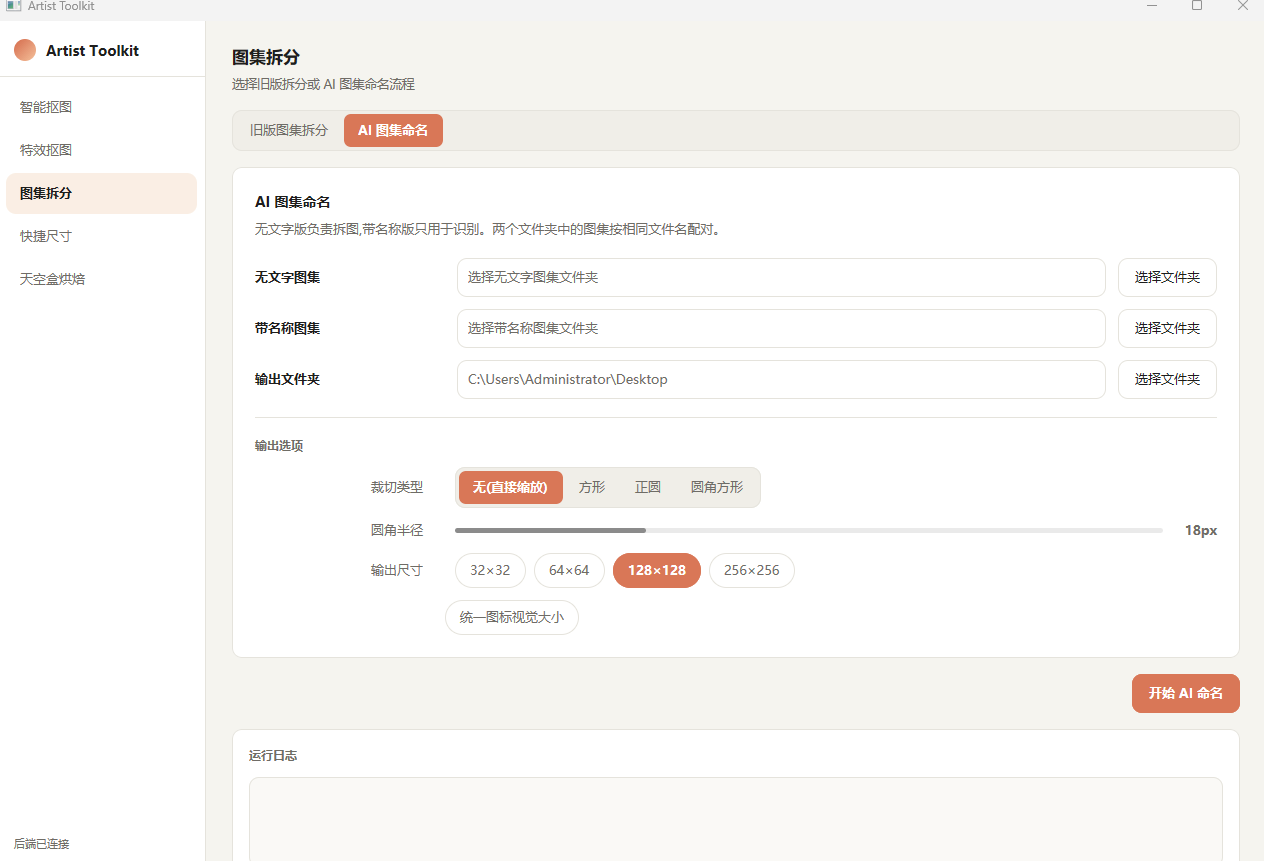 Artist Toolkit
Artist Toolkit
智能抠图
特效抠图
图集拆分
快捷尺寸
天空盒烘焙
后端已连接
图集拆分
选择旧版拆分或 AI 图集命名流程
旧版图集拆分
AI 图集命名
AI 图集命名
无文字版负责拆图,带名称版只用于识别。两个文件夹中的图集按相同文件名配对。
无文字图集
选择无文字图集文件夹
选择文件夹
带名称图集
选择带名称图集文件夹
选择文件夹
输出文件夹
C:\Users\Administrator\Desktop
选择文件夹
输出选项
裁切类型
无(直接缩放)
方形
正圆
圆角方形
圆角半径
18px
输出尺寸
32×32
64×64
128×128
256×256
统一图标视觉大小
开始 AI 命名
运行日志